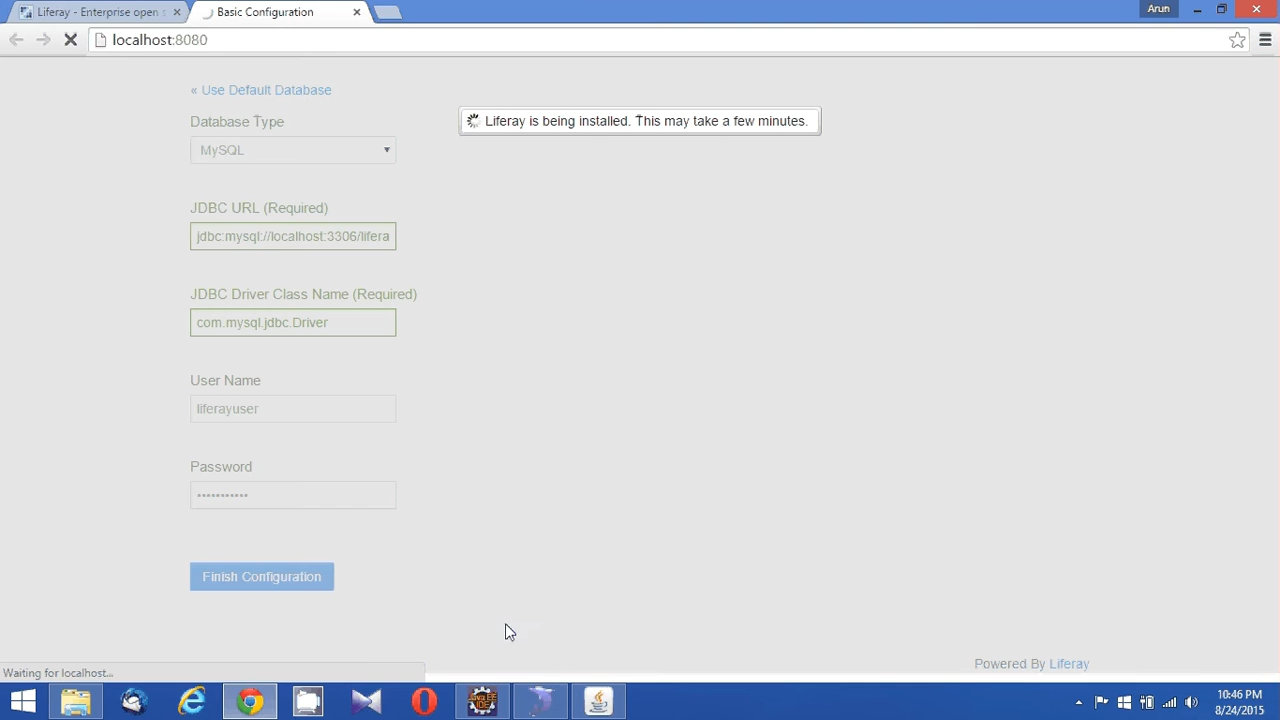 Liferay - Enterprise open s
Basic Configuration
Arun
localhost:8080
« Use Default Database
Database Type
MySQL
Liferay is being installed. This may take a few minutes.
JDBC URL (Required)
jdbc:mysql://localhost:3306/lifera
JDBC Driver Class Name (Required)
com.mysql.jdbc.Driver
User Name
liferayuser
Password
•••••••••••
Finish Configuration
Powered By Liferay
Waiting for localhost...
10:46 PM
8/24/2015